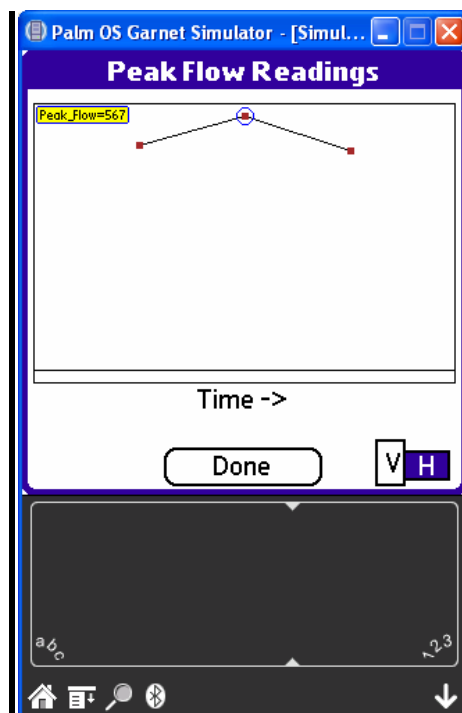 Palm OS Garnet Simulator - [Simul...
Peak Flow Readings
Peak_Flow=567
Time ->
Done
V H
abc
123